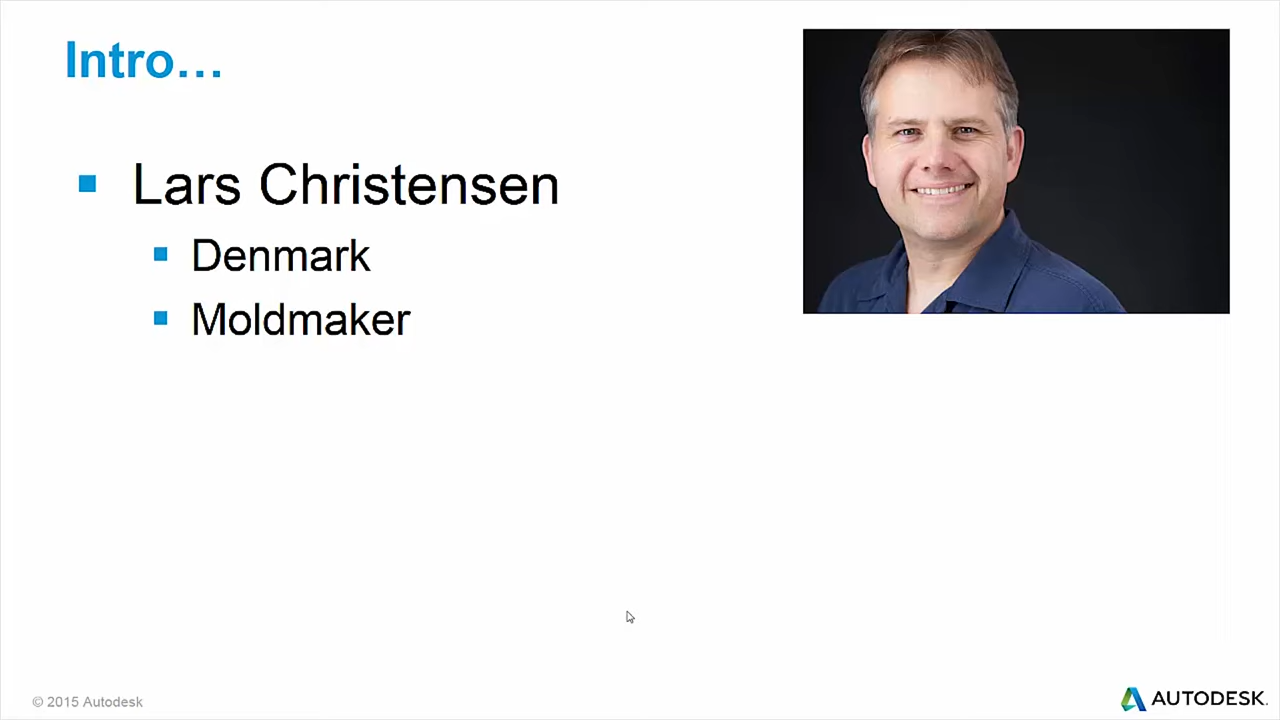 Intro…
Lars Christensen
Denmark
Moldmaker
© 2015 Autodesk
AUTODESK.